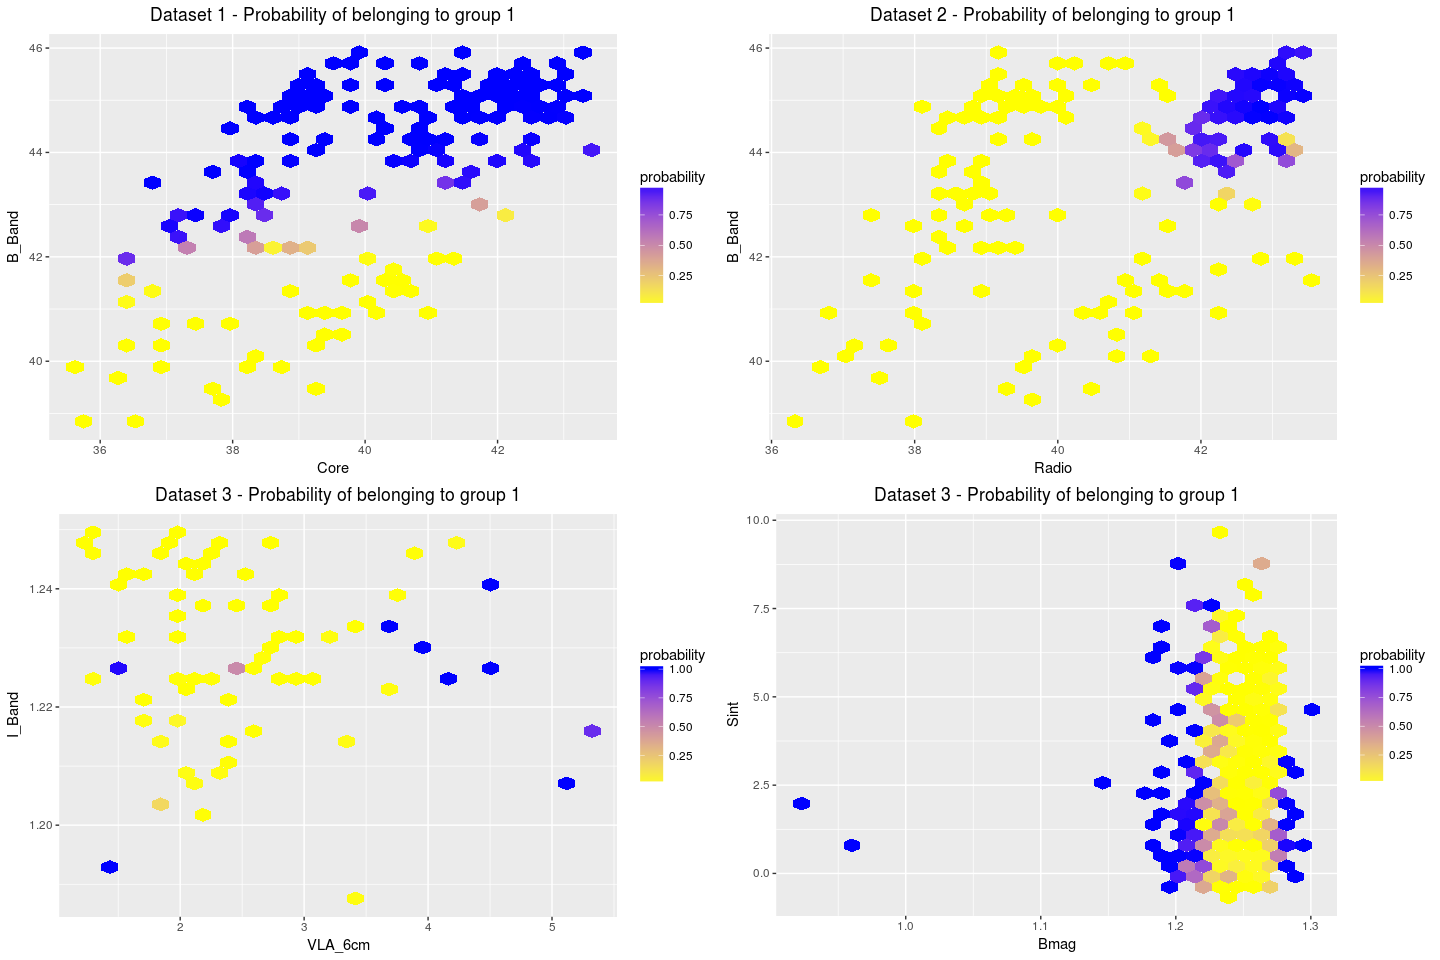 Dataset 1 - Probability of belonging to group 1
46
44
42
40
B_Band
36
38
40
42
Core
probability
0.75
0.50
0.25
Dataset 2 - Probability of belonging to group 1
46
44
42
40
B_Band
36
38
40
42
Radio
probability
0.75
0.50
0.25
Dataset 3 - Probability of belonging to group 1
1.24
1.22
1.20
I_Band
2
3
4
5
VLA_6cm
probability
1.00
0.75
0.50
0.25
Dataset 3 - Probability of belonging to group 1
10.0
7.5
5.0
2.5
0.0
Sint
1.0
1.1
1.2
1.3
Bmag
probability
1.00
0.75
0.50
0.25